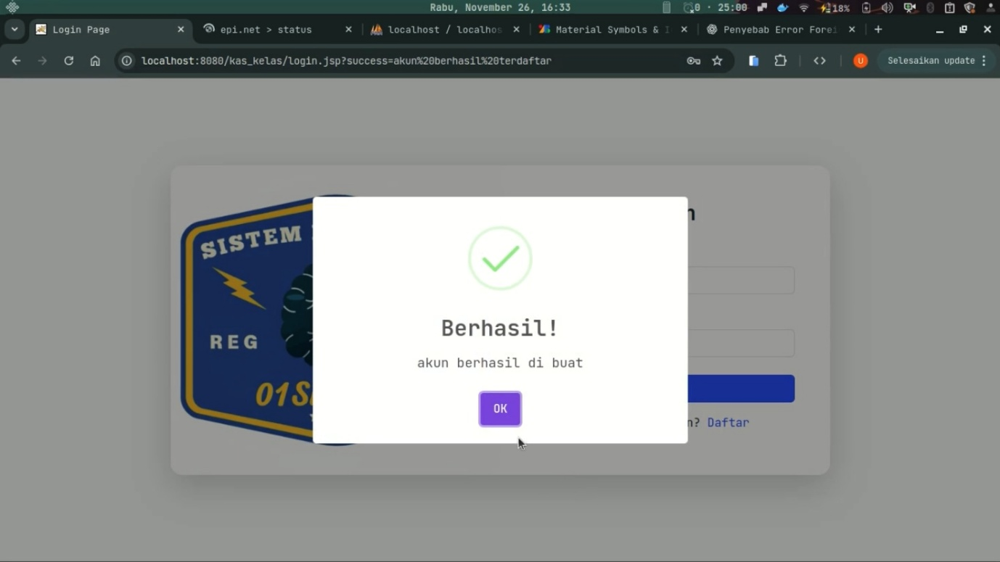 Rabu, November 26, 16:33
0 · 25:00
18%
Login Page
epi.net > status
localhost / localhos
Material Symbols &
Penyebab Error Forei
localhost:8080/kas_kelas/login.jsp?success=akun%20berhasil%20terdaftar
U
Selesaikan update
SISTEM
REG
01S
Berhasil!
akun berhasil di buat
OK
n? Daftar